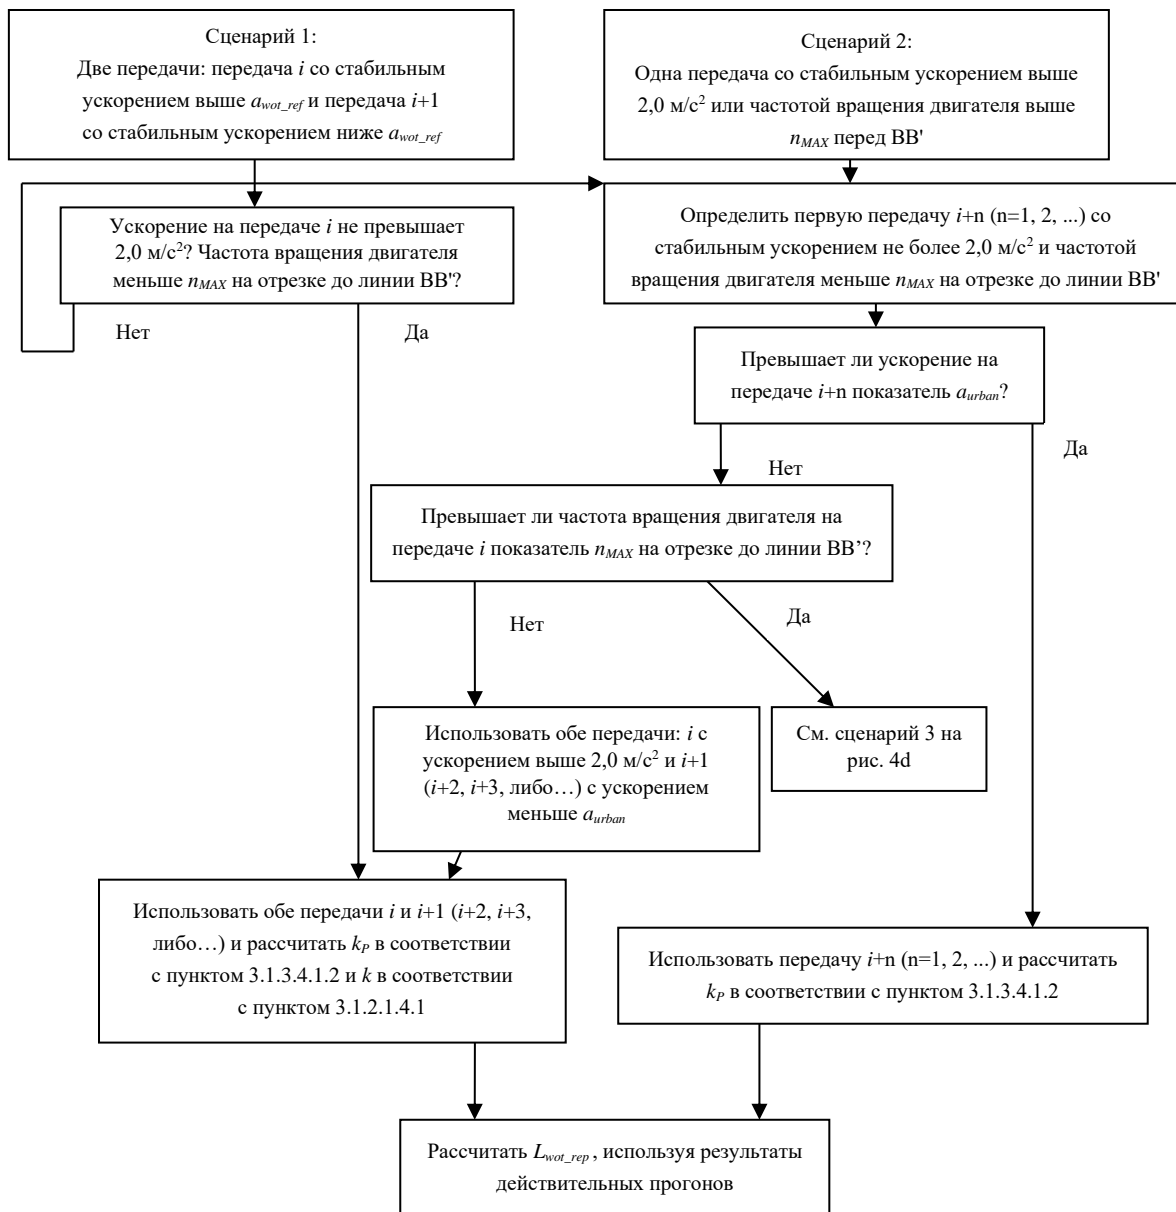 Сценарий 1:
Две передачи: передача i со стабильным
ускорением выше a_wot_ref и передача i+1
со стабильным ускорением ниже a_wot_ref
Сценарий 2:
Одна передача со стабильным ускорением выше
2,0 м/с² или частотой вращения двигателя выше
n_MAX перед BB'
Ускорение на передаче i не превышает
2,0 м/с²? Частота вращения двигателя
меньше n_MAX на отрезке до линии BB'?
Определить первую передачу i+n (n=1, 2, ...) со
стабильным ускорением не более 2,0 м/с² и частотой
вращения двигателя меньше n_MAX на отрезке до линии BB'
Нет
Да
Превышает ли ускорение на
передаче i+n показатель a_urban?
Нет
Да
Превышает ли частота вращения двигателя на
передаче i показатель n_MAX на отрезке до линии BB’?
Нет
Да
Использовать обе передачи: i с
ускорением выше 2,0 м/с² и i+1
(i+2, i+3, либо…) с ускорением
меньше a_urban
См. сценарий 3 на
рис. 4d
Использовать обе передачи i и i+1 (i+2, i+3,
либо…) и рассчитать k_P в соответствии
с пунктом 3.1.3.4.1.2 и k в соответствии
с пунктом 3.1.2.1.4.1
Использовать передачу i+n (n=1, 2, ...) и рассчитать
k_P в соответствии с пунктом 3.1.3.4.1.2
Рассчитать L_wot_rep, используя результаты
действительных прогонов